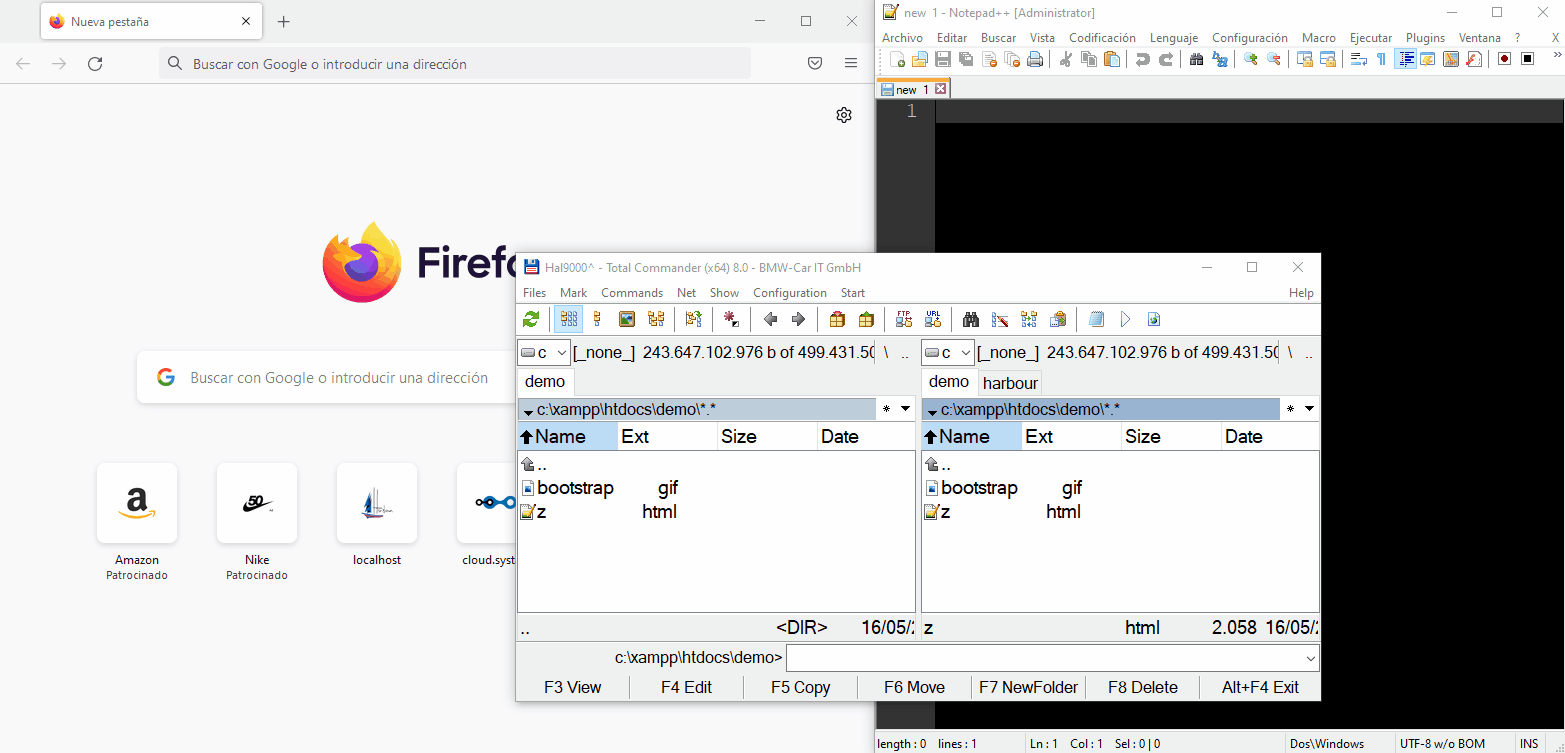 Nueva pestaña
Buscar con Google o introducir una dirección
Buscar con Google o introducir una dirección
Amazon
Patrocinado
50
Nike
Patrocinado
localhost
new 1 - Notepad++ [Administrator]
Archivo Editar Buscar Vista Codificación Lenguaje Configuración Macro Ejecutar Plugins Ventana ? X
new 1
1
Hal9000^ - Total Commander (x64) 8.0 - BMW-Car IT GmbH
Files Mark Commands Net Show Configuration Start Help
FTP URL
c [_none_] 243.647.102.976 b of 499.431.50 \ .. c [_none_] 243.647.102.976 b of 499.431.50 \ ..
demo demo harbour
c:\xampp\htdocs\demo\*.* * c:\xampp\htdocs\demo\*.* *
Name Ext Size Date Name Ext Size Date
.. ..
bootstrap gif bootstrap gif
z html z html
.. <DIR> 16/05/2 z html 2.058 16/05/2
c:\xampp\htdocs\demo>
F3 View F4 Edit F5 Copy F6 Move F7 NewFolder F8 Delete Alt+F4 Exit
length : 0 lines : 1 Ln : 1 Col : 1 Sel : 0 | 0 Dos\Windows UTF-8 w/o BOM INS